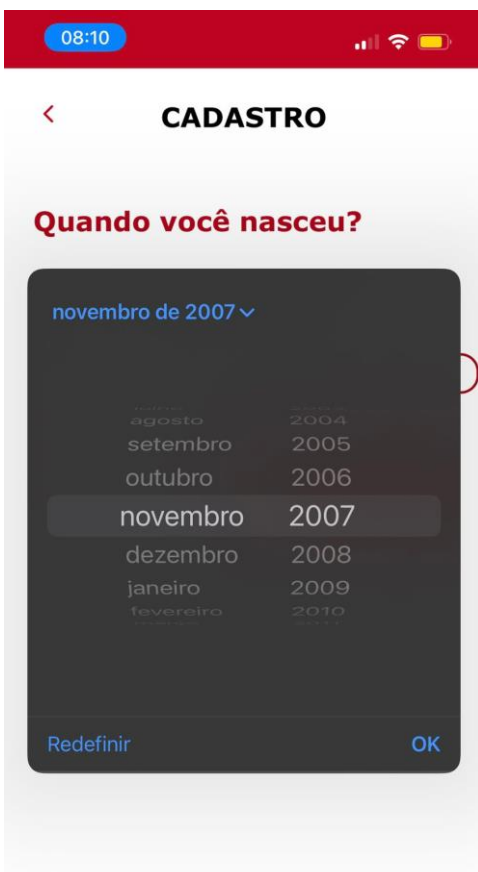 08:10
CADASTRO
Quando você nasceu?
novembro de 2007
agosto 2004
setembro 2005
outubro 2006
novembro 2007
dezembro 2008
janeiro 2009
fevereiro 2010
Redefinir OK